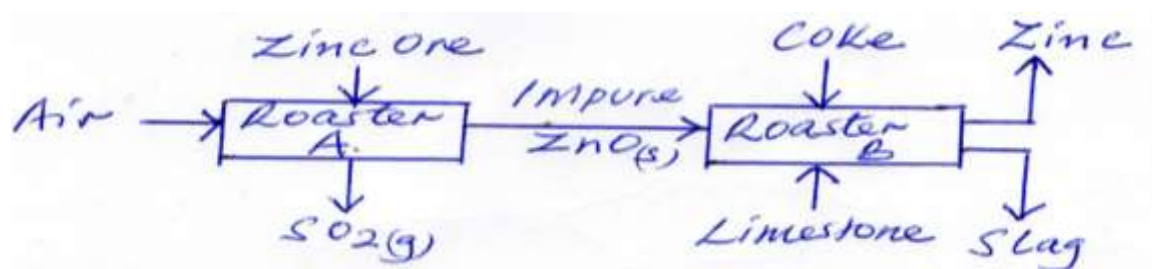 Zinc Ore
Coke
Zinc
Air
Roaster
A.
Impure
ZnO(s)
Roaster
B
SO2(g)
Limestone
Slag